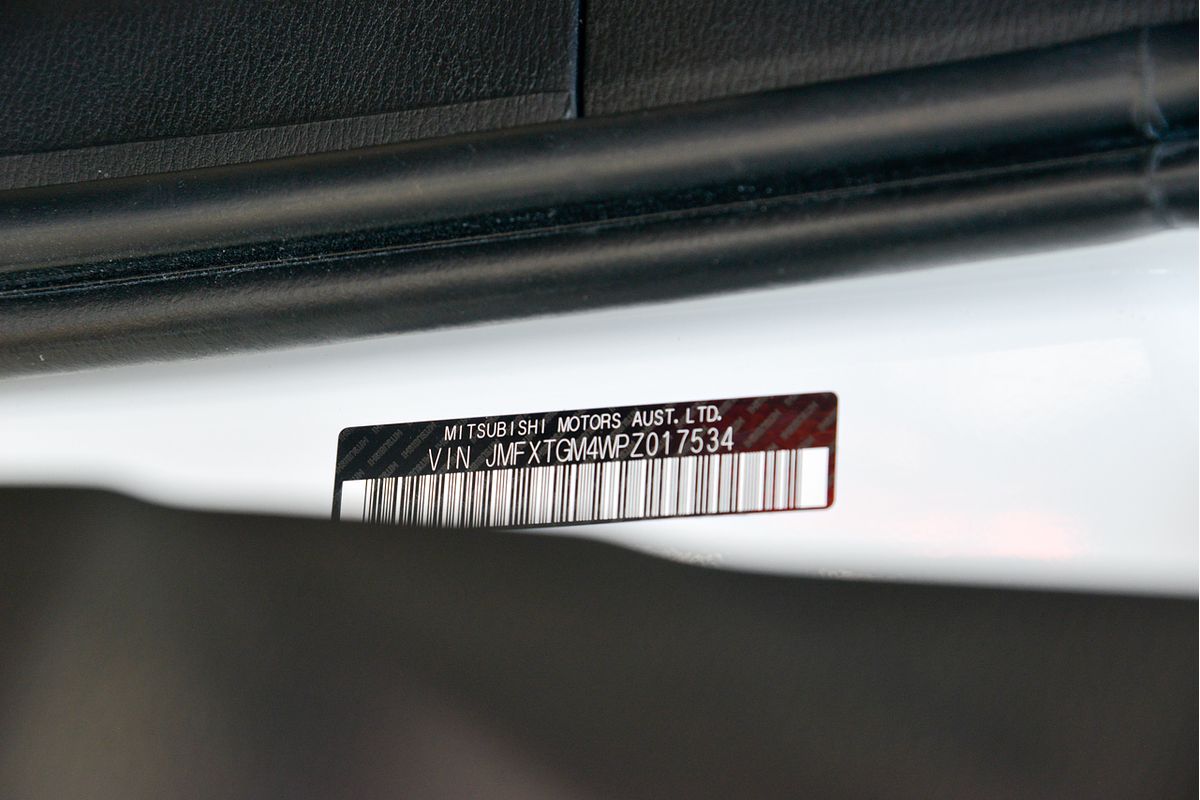 MITSUBISHI MOTORS AUST. LTD.
VIN JMFXTGM4WPZ017534